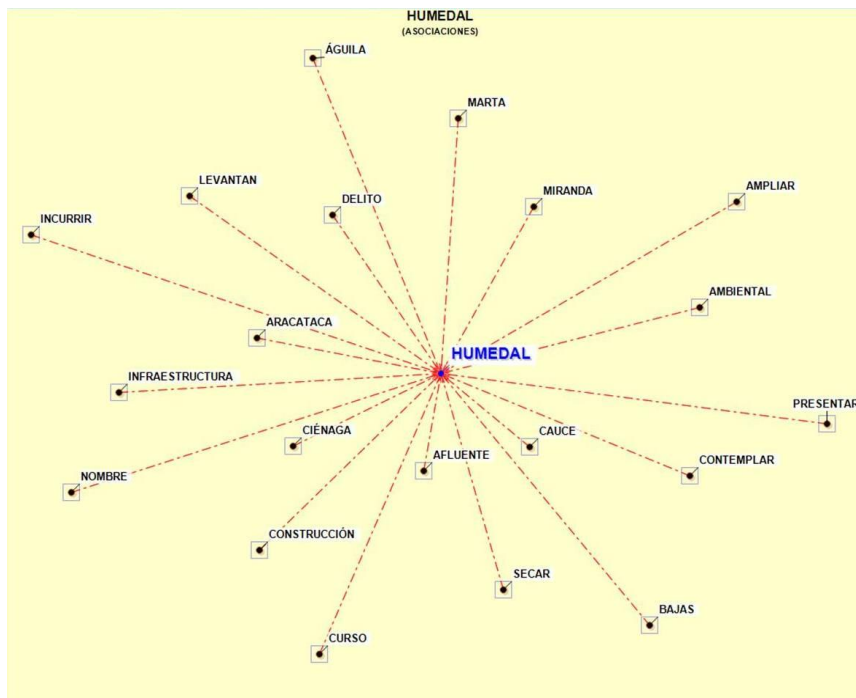 HUMEDAL
(ASOCIACIONES)
ÁGUILA
MARTA
LEVANTAN
DELITO
MIRANDA
AMPLIAR
INCURRIR
AMBIENTAL
ARACATACA
HUMEDAL
INFRAESTRUCTURA
PRESENTAR
CIÉNAGA
CAUCE
AFLUENTE
CONTEMPLAR
NOMBRE
CONSTRUCCIÓN
SECAR
BAJAS
CURSO